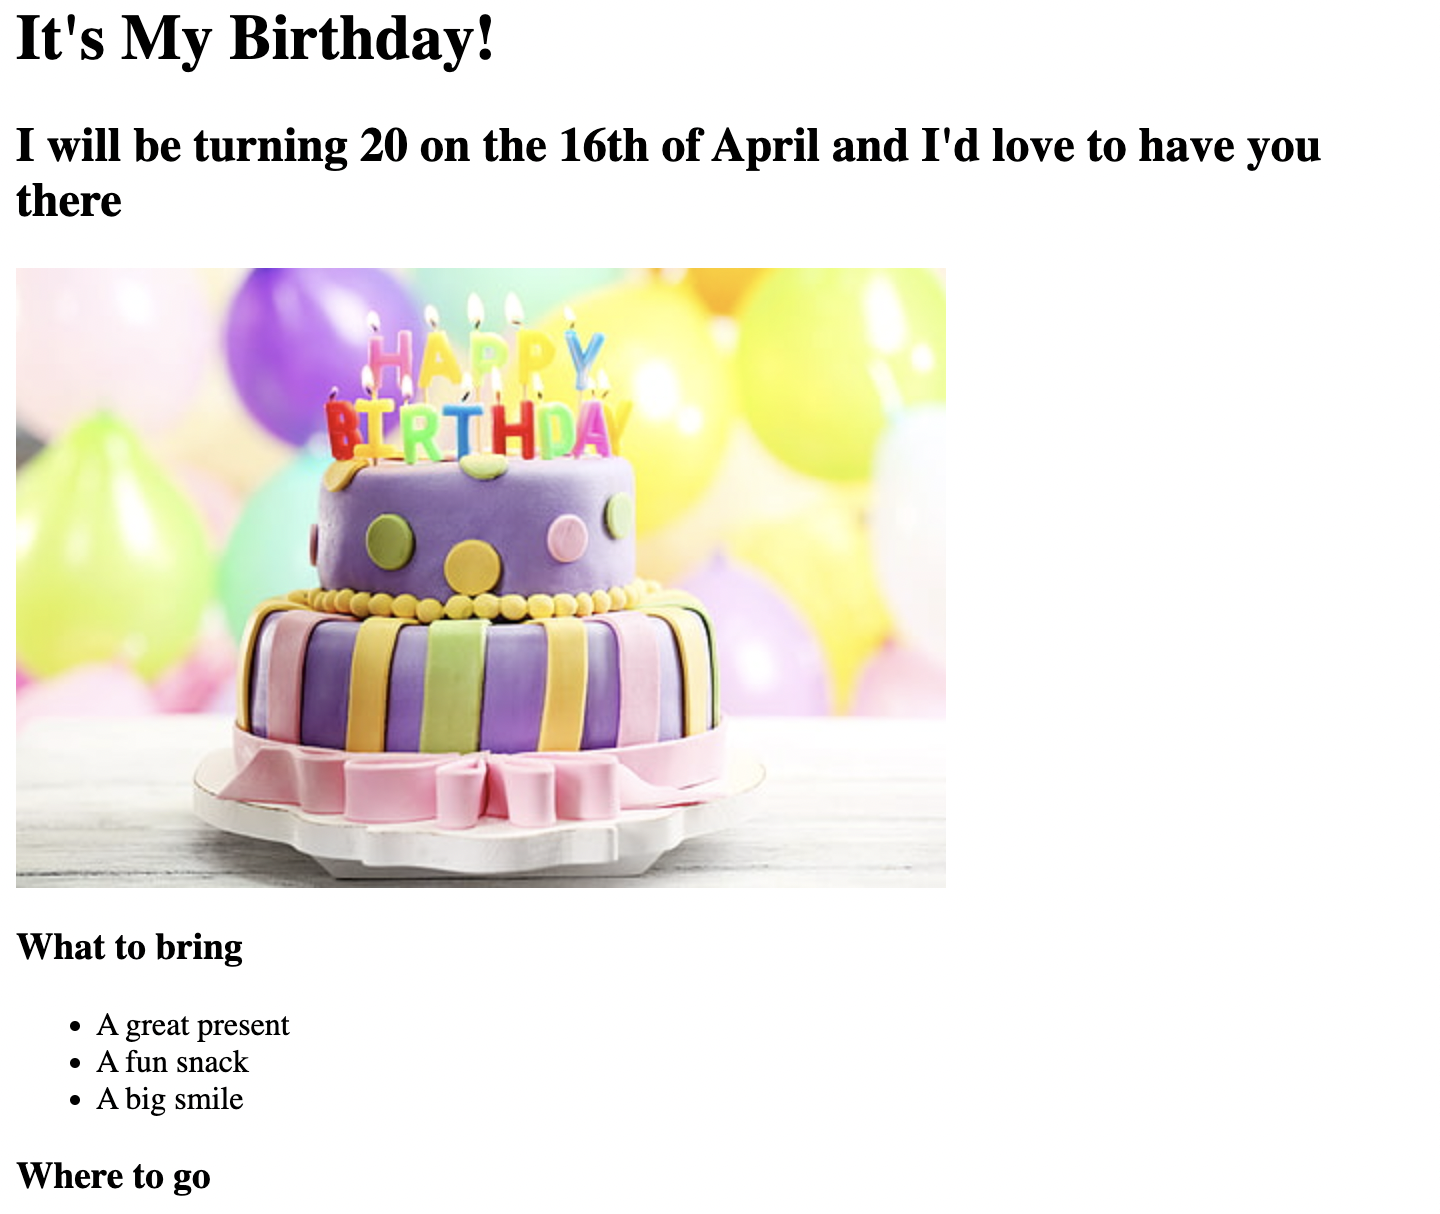 It's My Birthday!
I will be turning 20 on the 16th of April and I'd love to have you
there
HAPPY
BIRTHDAY
What to bring
A great present
A fun snack
A big smile
Where to go